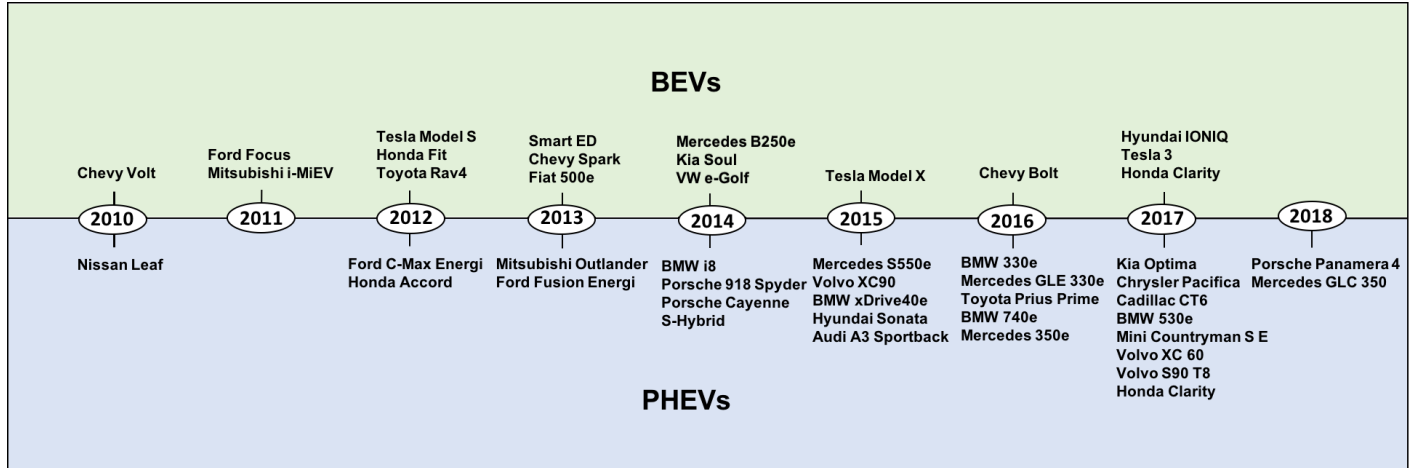 BEVs
Chevy Volt
Ford Focus
Mitsubishi i-MiEV
Tesla Model S
Honda Fit
Toyota Rav4
Smart ED
Chevy Spark
Fiat 500e
Mercedes B250e
Kia Soul
VW e-Golf
Tesla Model X
Chevy Bolt
Hyundai IONIQ
Tesla 3
Honda Clarity
2010
2011
2012
2013
2014
2015
2016
2017
2018
Nissan Leaf
Ford C-Max Energi
Honda Accord
Mitsubishi Outlander
Ford Fusion Energi
BMW i8
Porsche 918 Spyder
Porsche Cayenne
S-Hybrid
Mercedes S550e
Volvo XC90
BMW xDrive40e
Hyundai Sonata
Audi A3 Sportback
BMW 330e
Mercedes GLE 330e
Toyota Prius Prime
BMW 740e
Mercedes 350e
Kia Optima
Chrysler Pacifica
Cadillac CT6
BMW 530e
Mini Countryman S E
Volvo XC 60
Volvo S90 T8
Honda Clarity
Porsche Panamera 4
Mercedes GLC 350
PHEVs